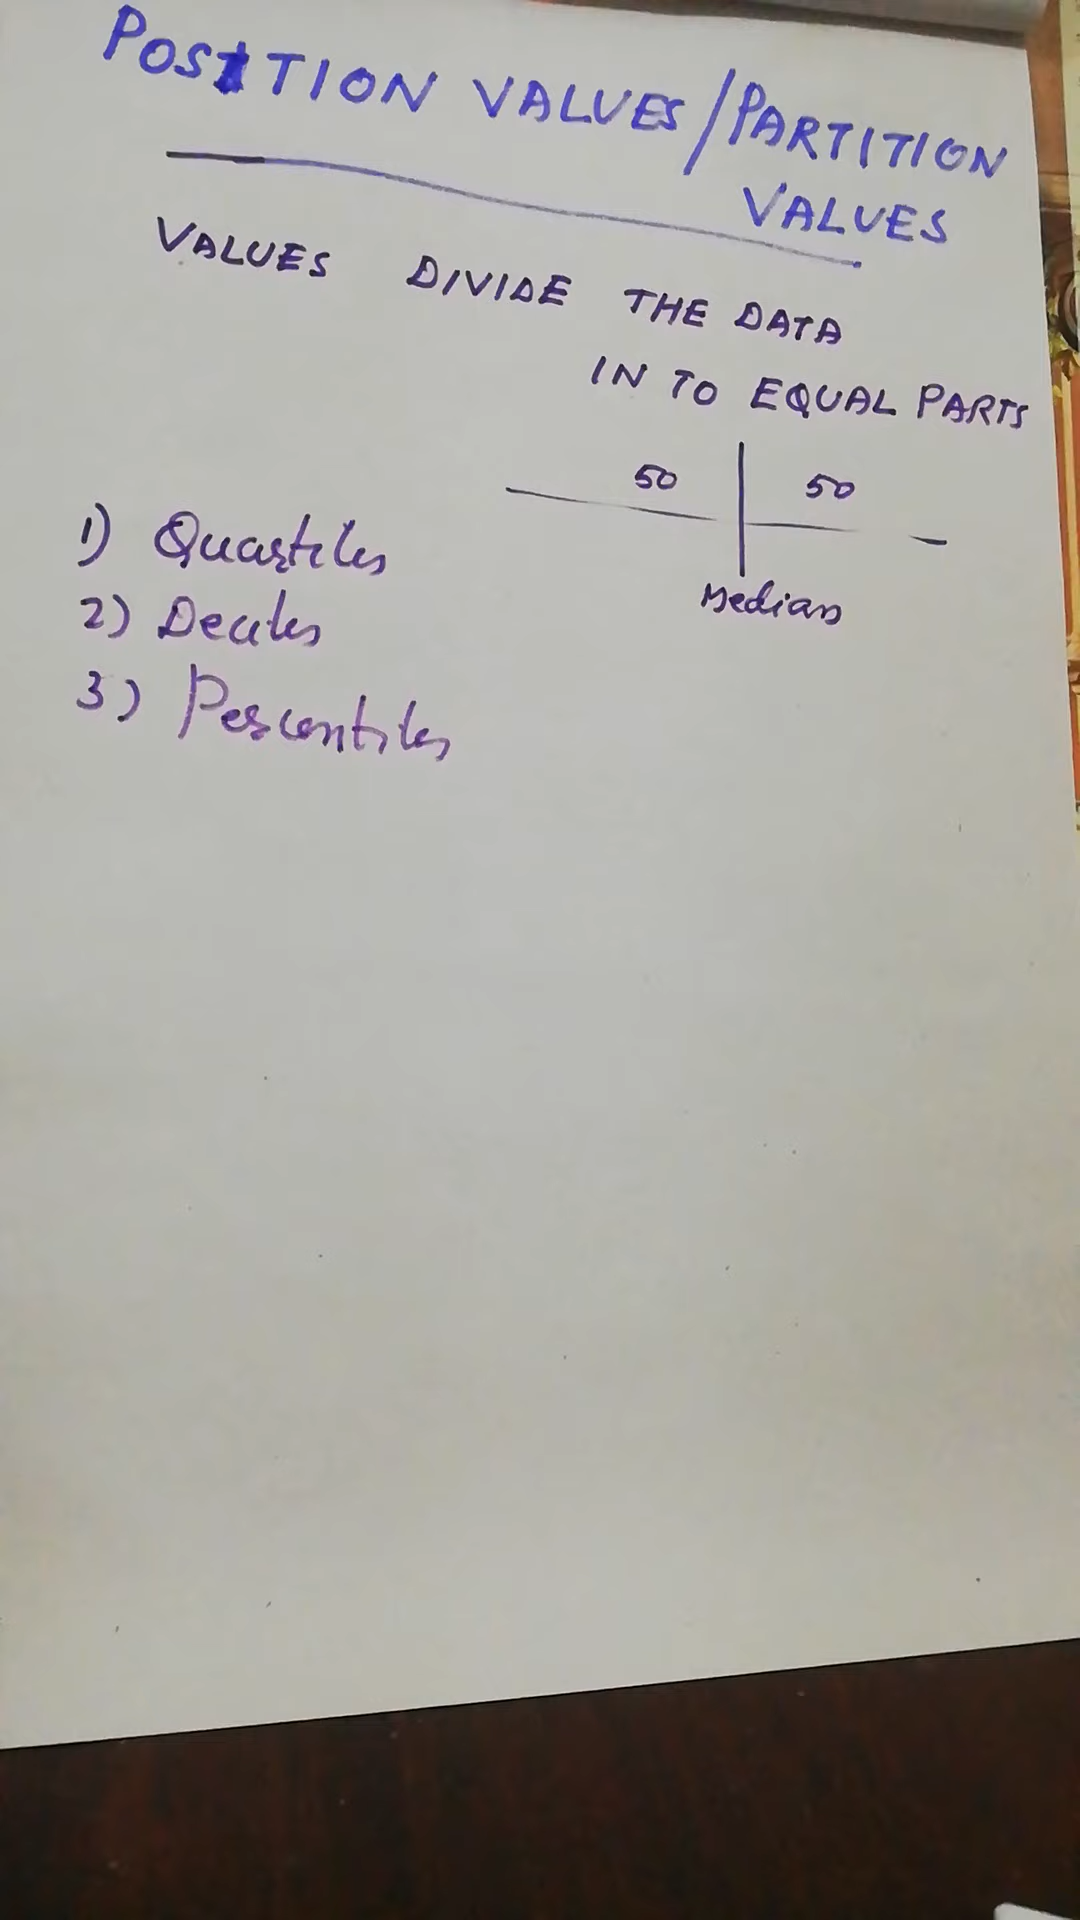 POSITION VALUES/PARTITION
VALUES
VALUES DIVIDE THE DATA
IN TO EQUAL PARTS
50 50
Median
1) Quartiles
2) Deciles
3) Percentiles